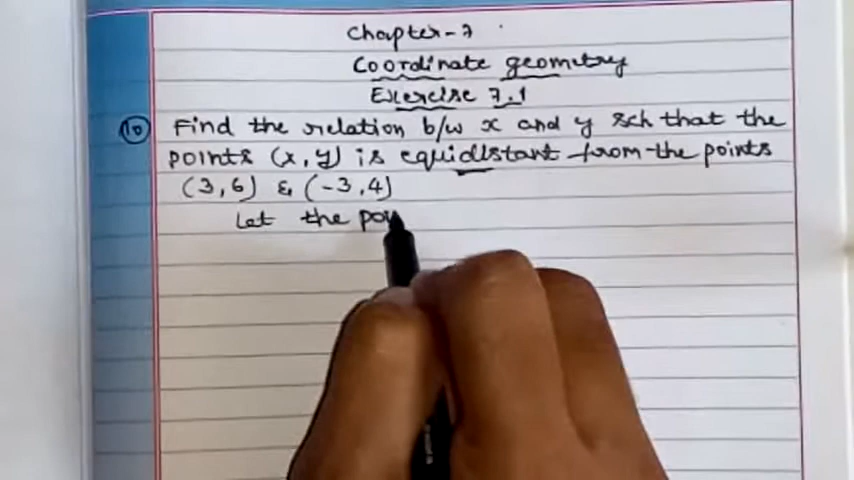 Chapter-7
Coordinate geometry
Exercise 7.1
10 Find the relation b/w x and y sch that the
points (x,y) is equidistant from the points
(3,6) & (-3,4)
Let the po